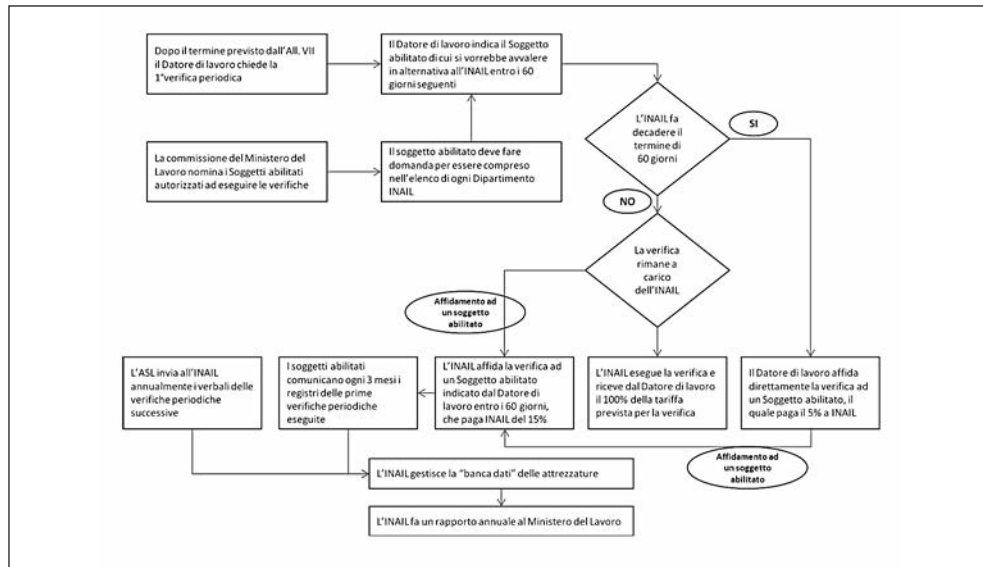 Dopo il termine previsto dall'All. VII
il Datore di lavoro chiede la
1°verifica periodica
Il Datore di lavoro indica il Soggetto
abilitato di cui si vorrebbe avvalere
in alternativa all'INAIL entro i 60
giorni seguenti
L'INAIL fa
decadere il
termine di
60 giorni
SI
La commissione del Ministero del
Lavoro nomina i Soggetti abilitati
autorizzati ad eseguire le verifiche
Il soggetto abilitato deve fare
domanda per essere compreso
nell'elenco di ogni Dipartimento
INAIL
NO
La verifica
rimane a
carico
dell'INAIL
Affidamento ad
un soggetto
abilitato
L'ASL invia all'INAIL
annualmente i verbali delle
verifiche periodiche
successive
I soggetti abilitati
comunicano ogni 3 mesi i
registri delle prime
verifiche periodiche
eseguite
L'INAIL affida la verifica ad
un Soggetto abilitato
indicato dal Datore di
lavoro entro i 60 giorni,
che paga INAIL del 15%
L'INAIL esegue la verifica e
riceve dal Datore di lavoro
il 100% della tariffa
prevista per la verifica
Il Datore di lavoro affida
direttamente la verifica ad
un Soggetto abilitato, il
quale paga il 5% a INAIL
Affidamento ad
un soggetto
abilitato
L'INAIL gestisce la "banca dati" delle attrezzature
L'INAIL fa un rapporto annuale al Ministero del Lavoro